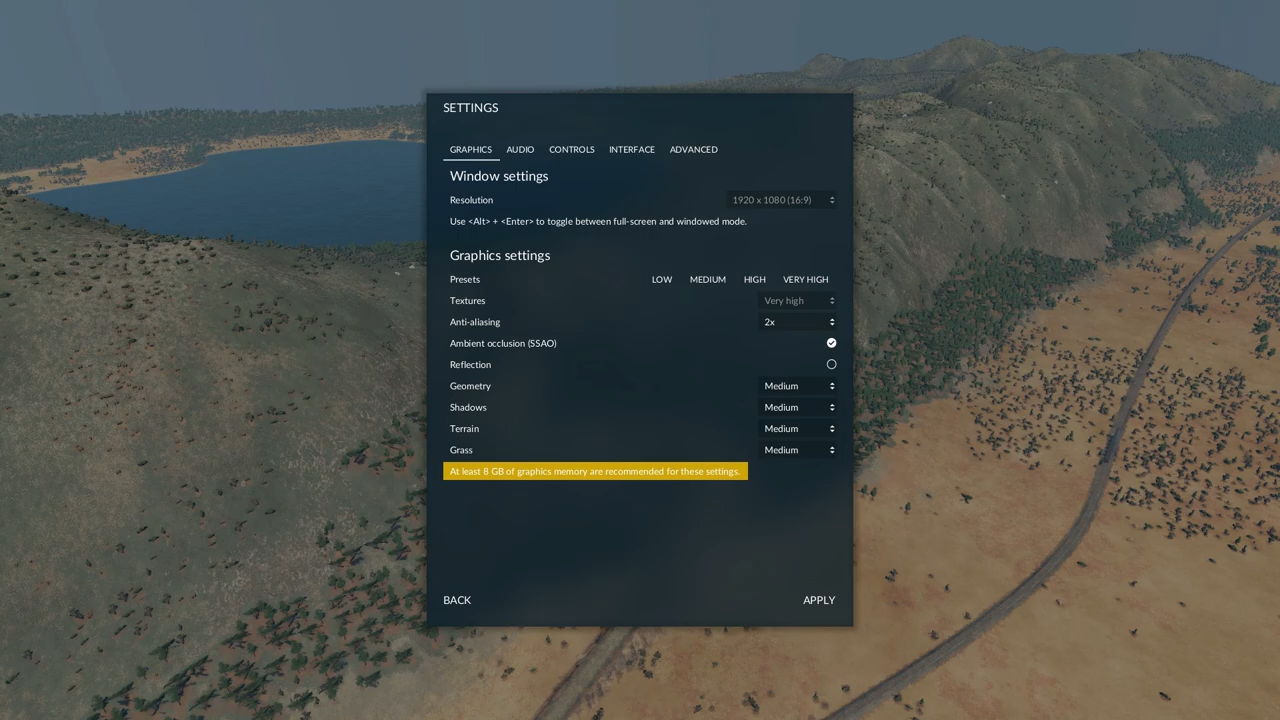 SETTINGS
GRAPHICS AUDIO CONTROLS INTERFACE ADVANCED
Window settings
Resolution 1920 x 1080 (16:9)
Use <Alt> + <Enter> to toggle between full-screen and windowed mode.
Graphics settings
Presets LOW MEDIUM HIGH VERY HIGH
Textures Very high
Anti-aliasing 2x
Ambient occlusion (SSAO)
Reflection
Geometry Medium
Shadows Medium
Terrain Medium
Grass Medium
At least 8 GB of graphics memory are recommended for these settings.
BACK APPLY